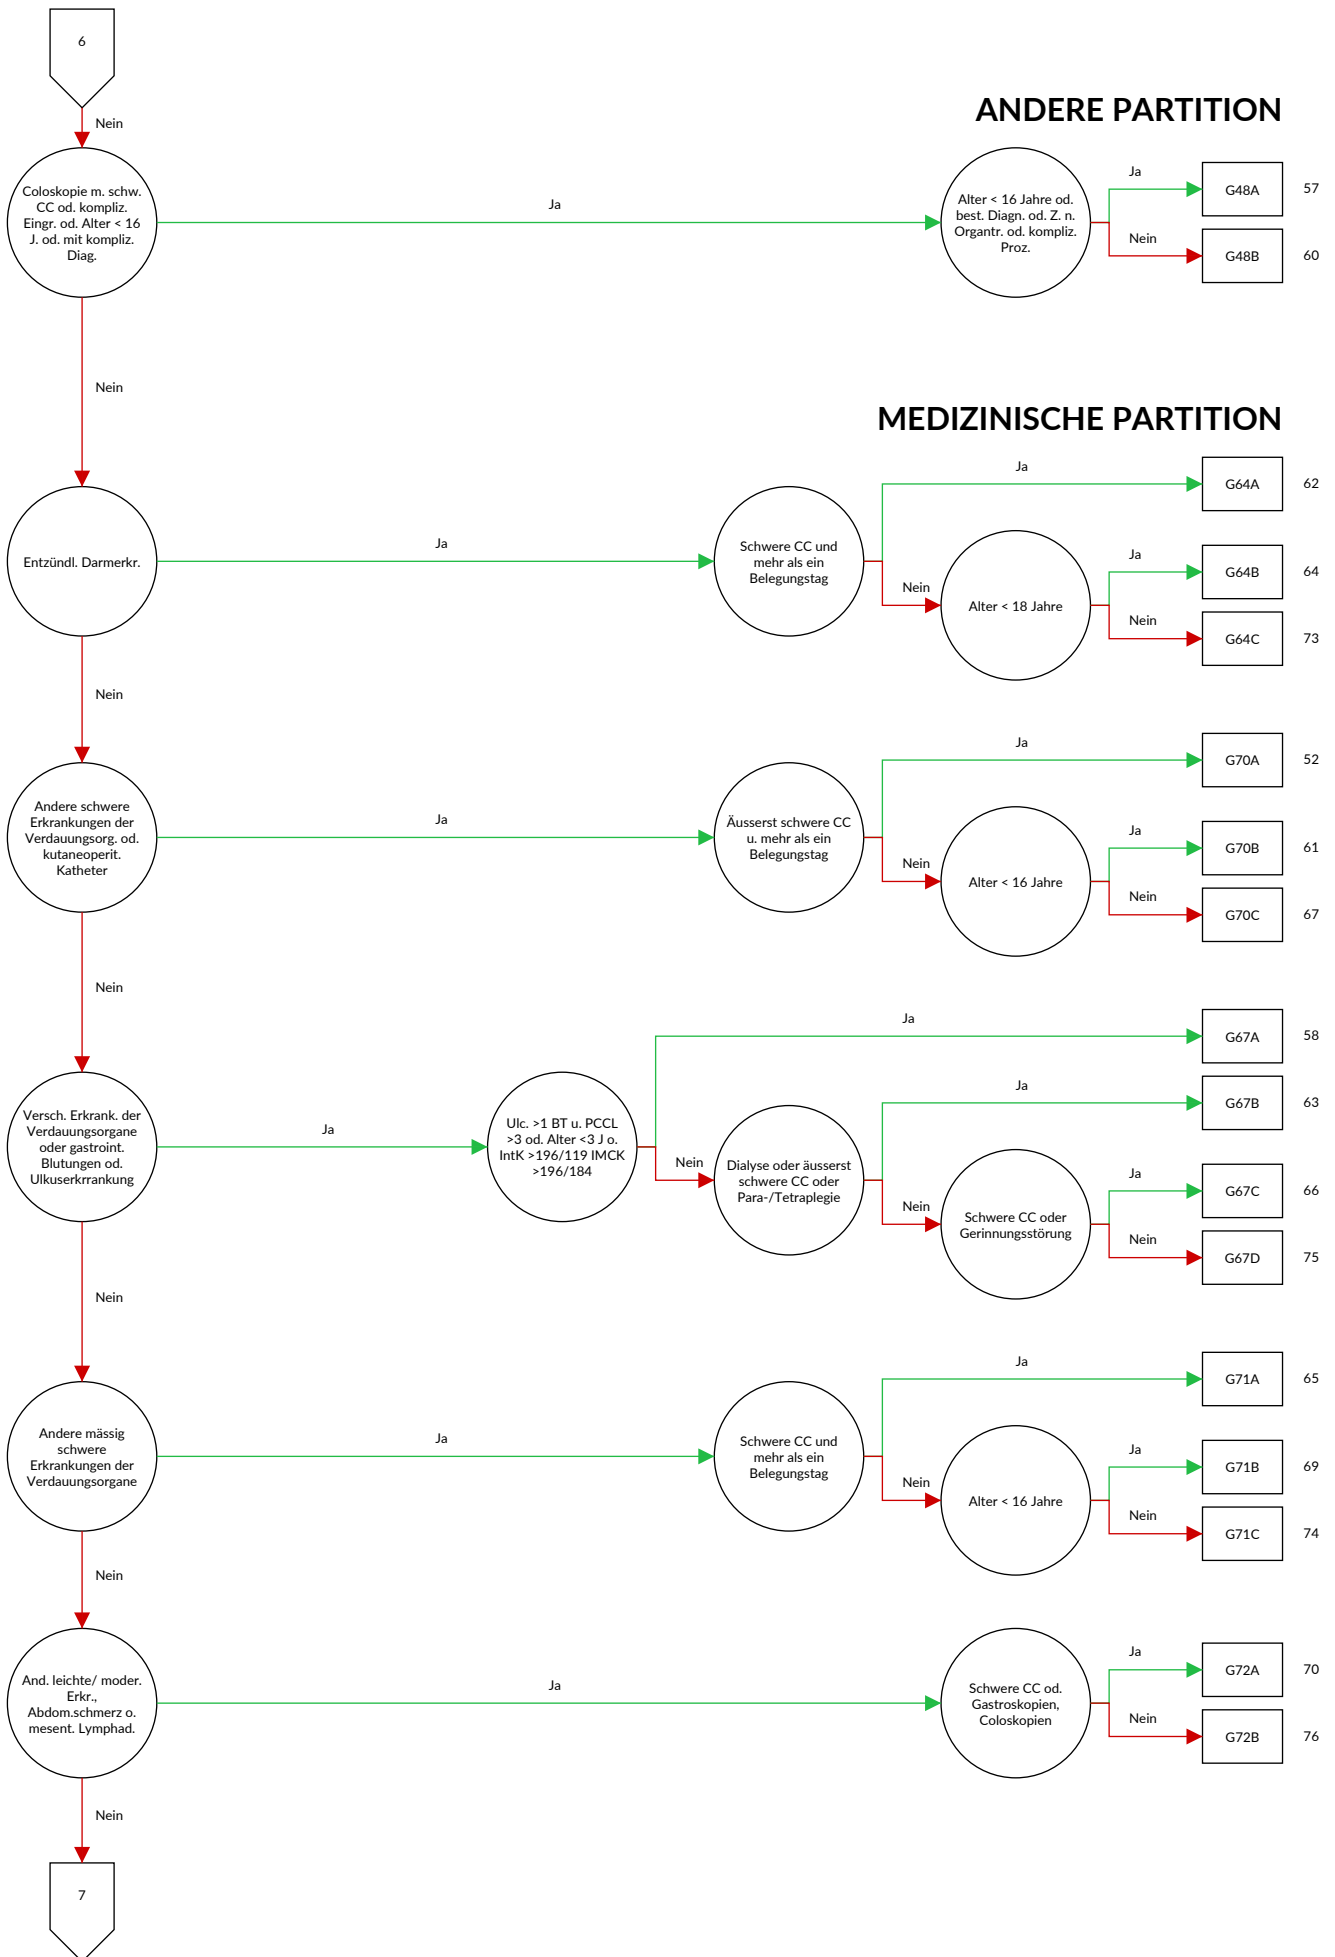 6
Nein
ANDERE PARTITION
Coloskopie m. schw.
CC od. kompliz.
Eingr. od. Alter < 16
J. od. mit kompliz.
Diag.
Ja
Alter < 16 Jahre od.
best. Diagn. od. Z. n.
Organtr. od. kompliz.
Proz.
Ja
G48A
57
Nein
G48B
60
Nein
MEDIZINISCHE PARTITION
Entzündl. Darmerkr.
Ja
Schwere CC und
mehr als ein
Belegungstag
Ja
G64A
62
Nein
Alter < 18 Jahre
Ja
G64B
64
Nein
G64C
73
Nein
Andere schwere
Erkrankungen der
Verdauungsorg. od.
kutaneoperit.
Katheter
Ja
Äusserst schwere CC
u. mehr als ein
Belegungstag
Ja
G70A
52
Nein
Alter < 16 Jahre
Ja
G70B
61
Nein
G70C
67
Nein
Versch. Erkrank. der
Verdauungsorgane
oder gastroint.
Blutungen od.
Ulkuserkrrankung
Ja
Ulc. >1 BT u. PCCL
>3 od. Alter <3 J o.
IntK >196/119 IMCK
>196/184
Ja
G67A
58
Nein
Dialyse oder äusserst
schwere CC oder
Para-/Tetraplegie
Ja
G67B
63
Nein
Schwere CC oder
Gerinnungsstörung
Ja
G67C
66
Nein
G67D
75
Nein
Andere mässig
schwere
Erkrankungen der
Verdauungsorgane
Ja
Schwere CC und
mehr als ein
Belegungstag
Ja
G71A
65
Nein
Alter < 16 Jahre
Ja
G71B
69
Nein
G71C
74
Nein
And. leichte/ moder.
Erkr.,
Abdom.schmerz o.
mesent. Lymphad.
Ja
Schwere CC od.
Gastroskopien,
Coloskopien
Ja
G72A
70
Nein
G72B
76
Nein
7